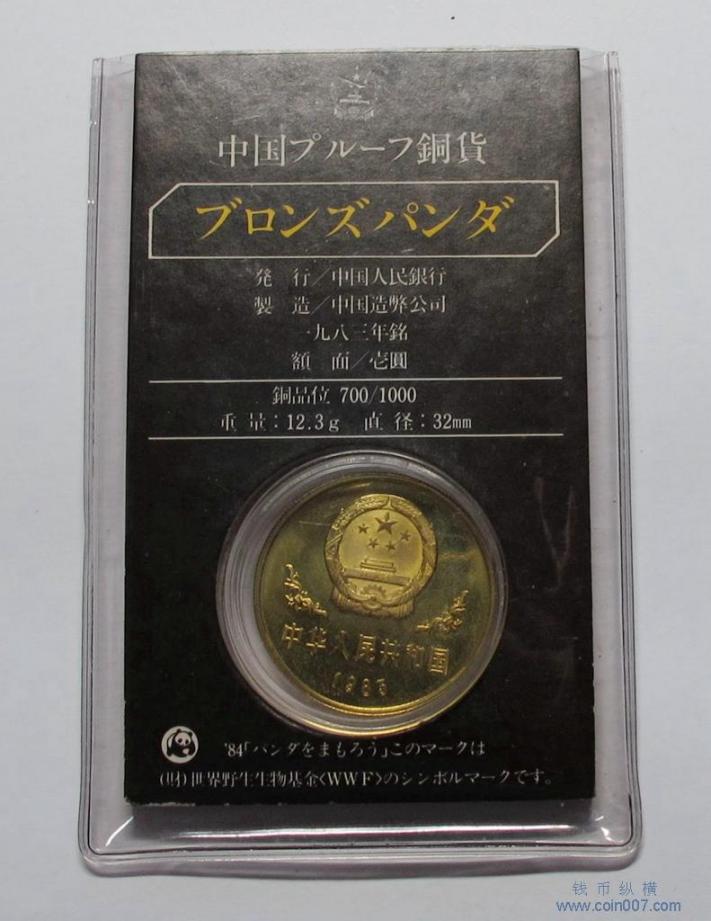 中国プルーフ銅貨
ブロンズパンダ
発 行/中国人民銀行
製 造/中国造幣公司
一九八三年銘
額 面/壱圓
銅品位 700/1000
重 量:12.3g 直 径:32mm
中华人民共和国
1983
'84「パンダをまもろう」このマークは
(財)世界野生生物基金<WWF>のシンボルマークです。
钱币纵横
www.coin007.com